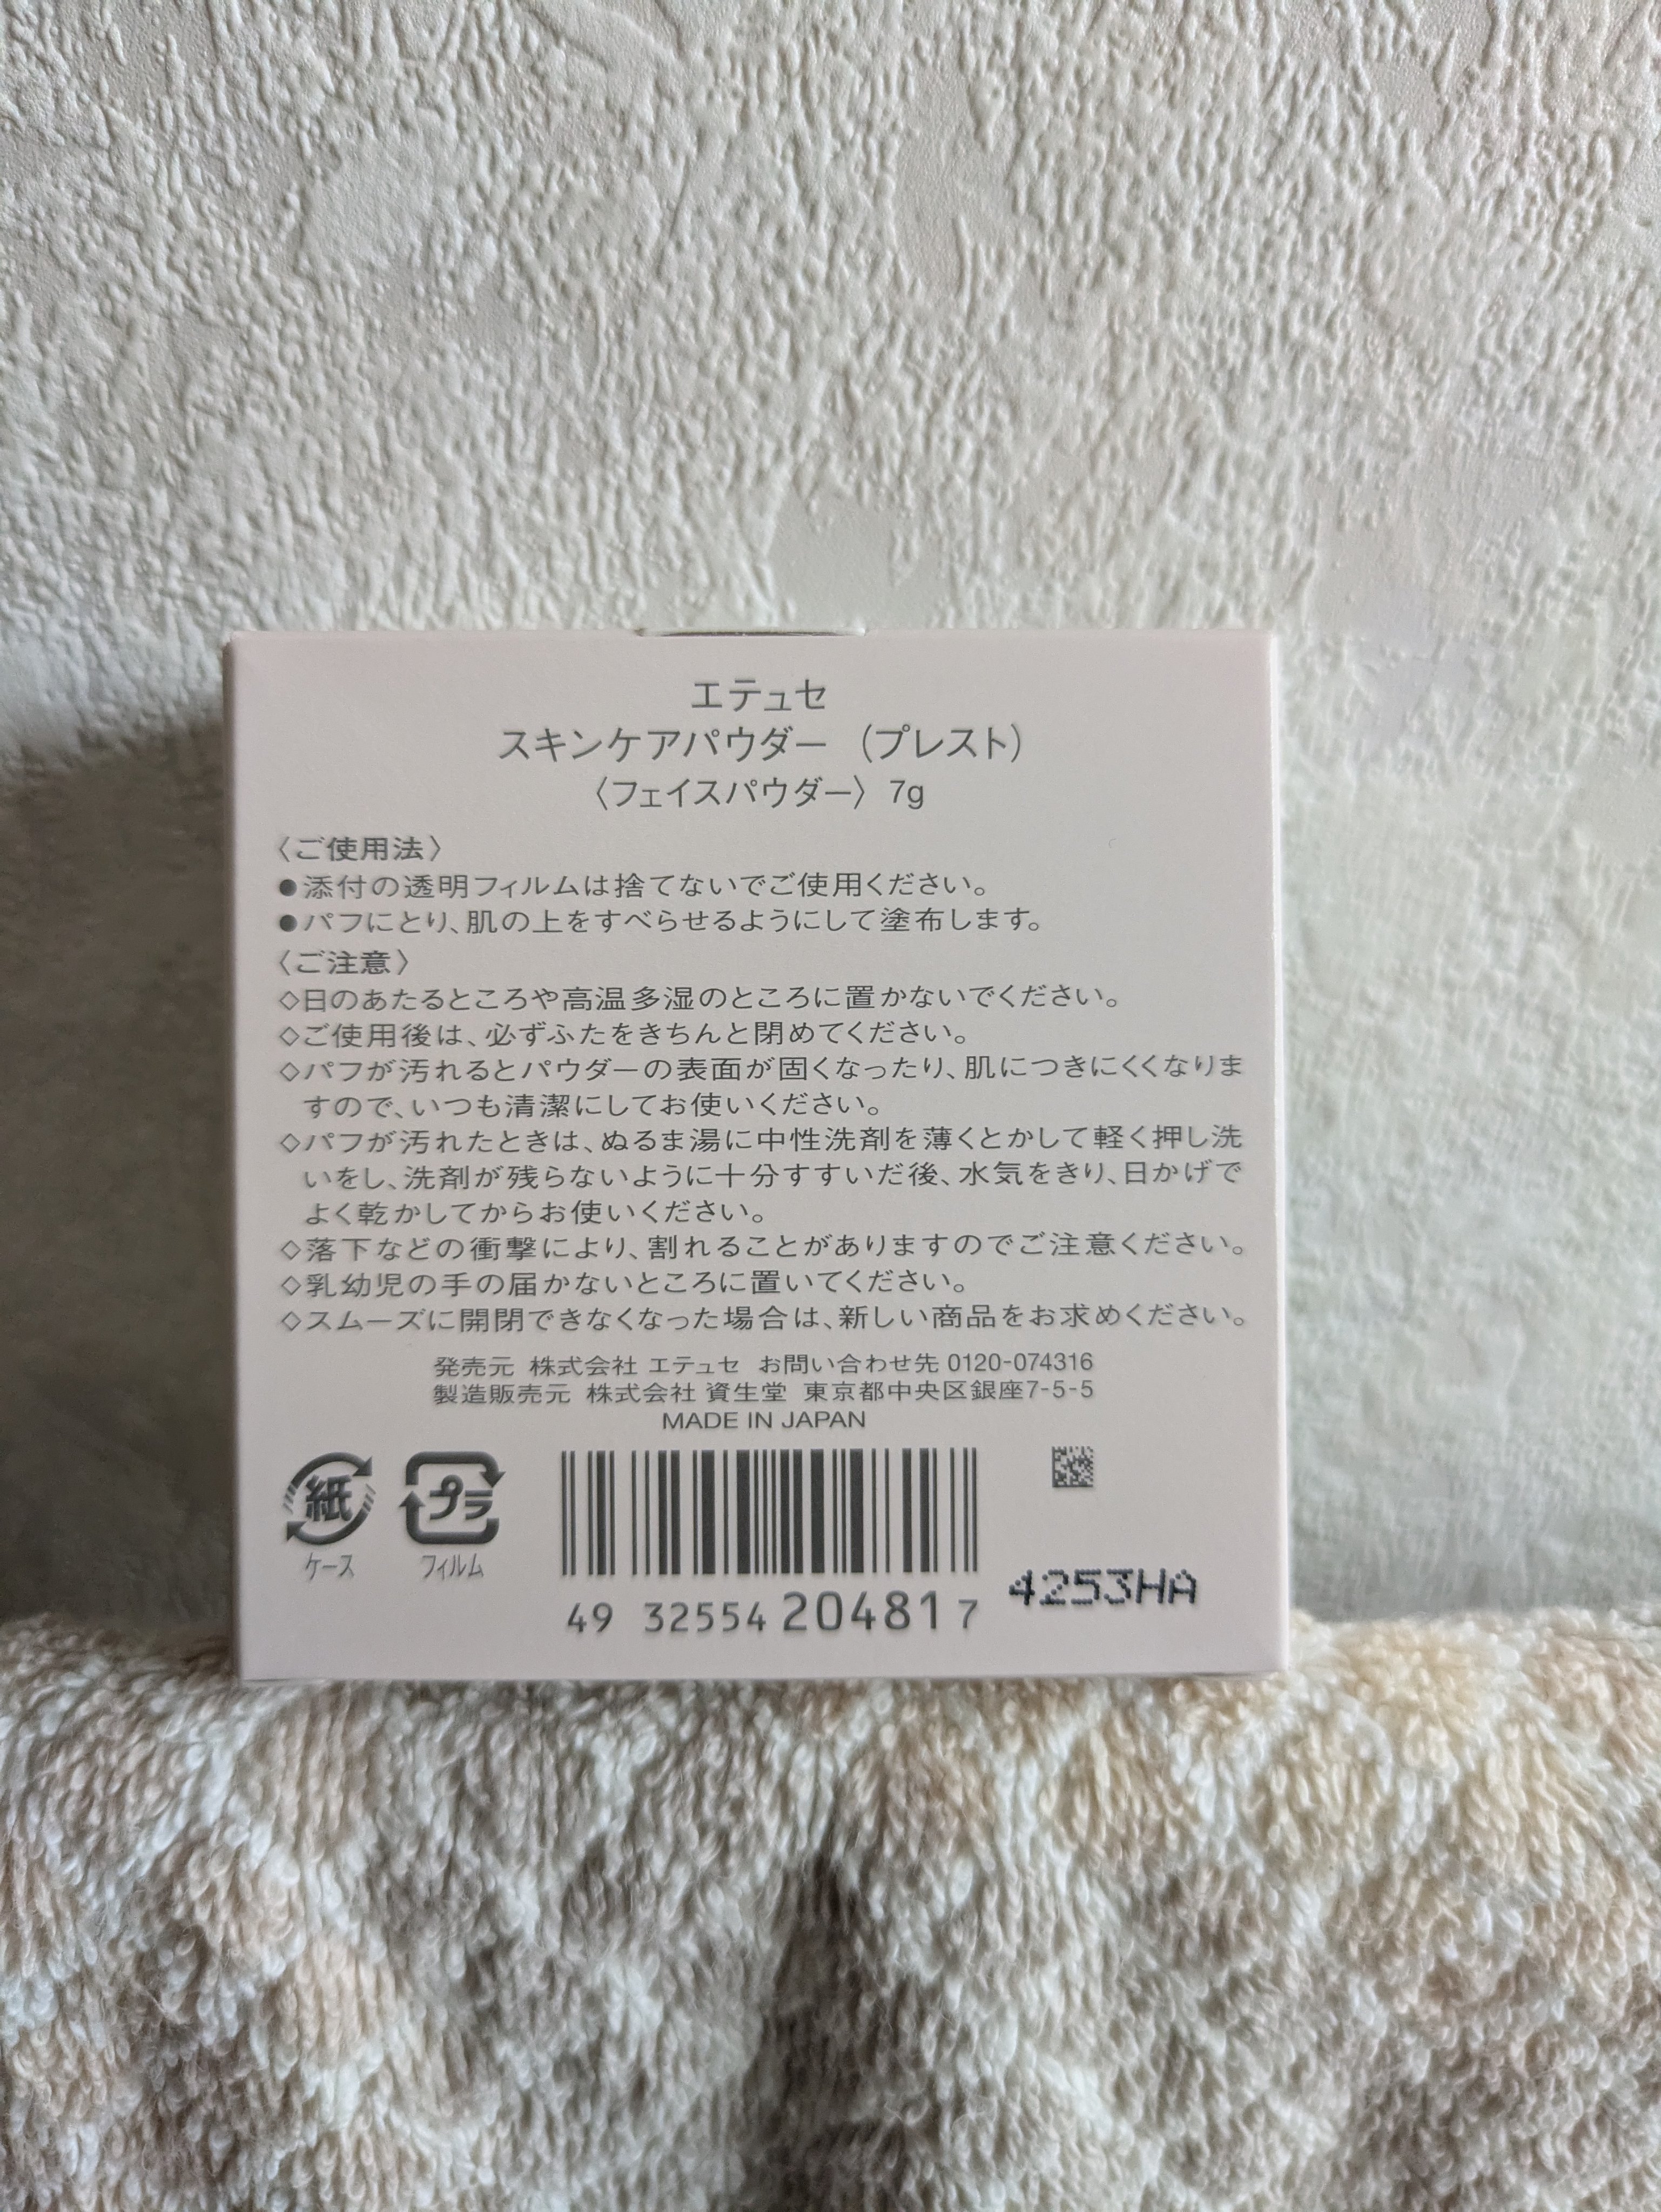 エテュセ
スキンケアパウダー （プレスト）
〈フェイスパウダー〉 7g
〈ご使用法〉
●添付の透明フィルムは捨てないでご使用ください。
●パフにとり、肌の上をすべらせるようにして塗布します。
〈ご注意〉
◇日のあたるところや高温多湿のところに置かないでください。
◇ご使用後は、必ずふたをきちんと閉めてください。
◇パフが汚れるとパウダーの表面が固くなったり、肌につきにくくなりま
すので、いつも清潔にしてお使いください。
◇パフが汚れたときは、ぬるま湯に中性洗剤を薄くとかして軽く押し洗
いをし、洗剤が残らないように十分すすいだ後、水気をきり、日かげで
よく乾かしてからお使いください。
◇落下などの衝撃により、割れることがありますのでご注意ください。
◇乳幼児の手の届かないところに置いてください。
◇スムーズに開閉できなくなった場合は、新しい商品をお求めください。
発売元 株式会社 エテュセ お問い合わせ先 0120-074316
製造販売元 株式会社 資生堂 東京都中央区銀座7-5-5
MADE IN JAPAN
紙 プラ
ケース フィルム
49 32554 20481 7
4253HA